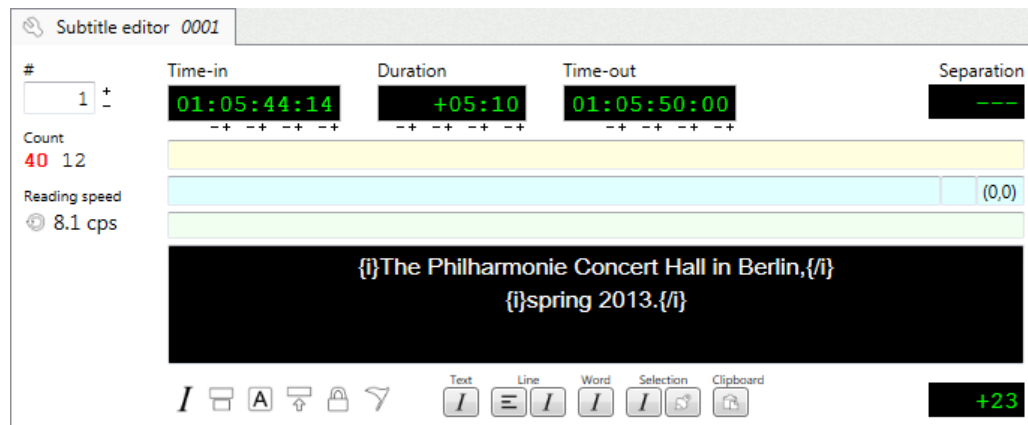 Subtitle editor 0001
# Time-in Duration Time-out Separation
1 + - 01:05:44:14 +05:10 01:05:50:00 ---
-+ -+ -+ -+ -+ -+ -+ -+ -+ -+ -+ -+
Count
40 12
Reading speed (0,0)
8.1 cps
{i}The Philharmonie Concert Hall in Berlin,{/i}
{i}spring 2013.{/i}
Text Line Word Selection Clipboard
I A I I I I +23